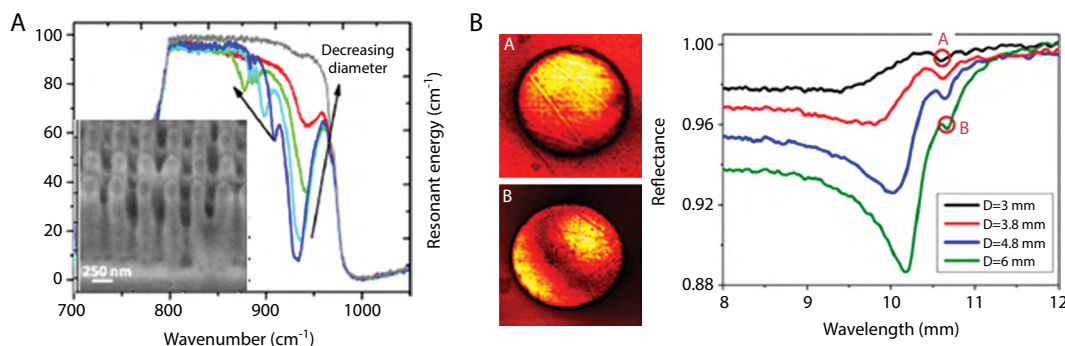 A
Resonant energy (cm⁻¹)
100
80
60
40
20
0
Decreasing
diameter
250 nm
700
800
900
1000
Wavenumber (cm⁻¹)
B
A
B
Reflectance
1.00
0.96
0.92
0.88
A
B
D=3 mm
D=3.8 mm
D=4.8 mm
D=6 mm
8
9
10
11
12
Wavelength (mm)